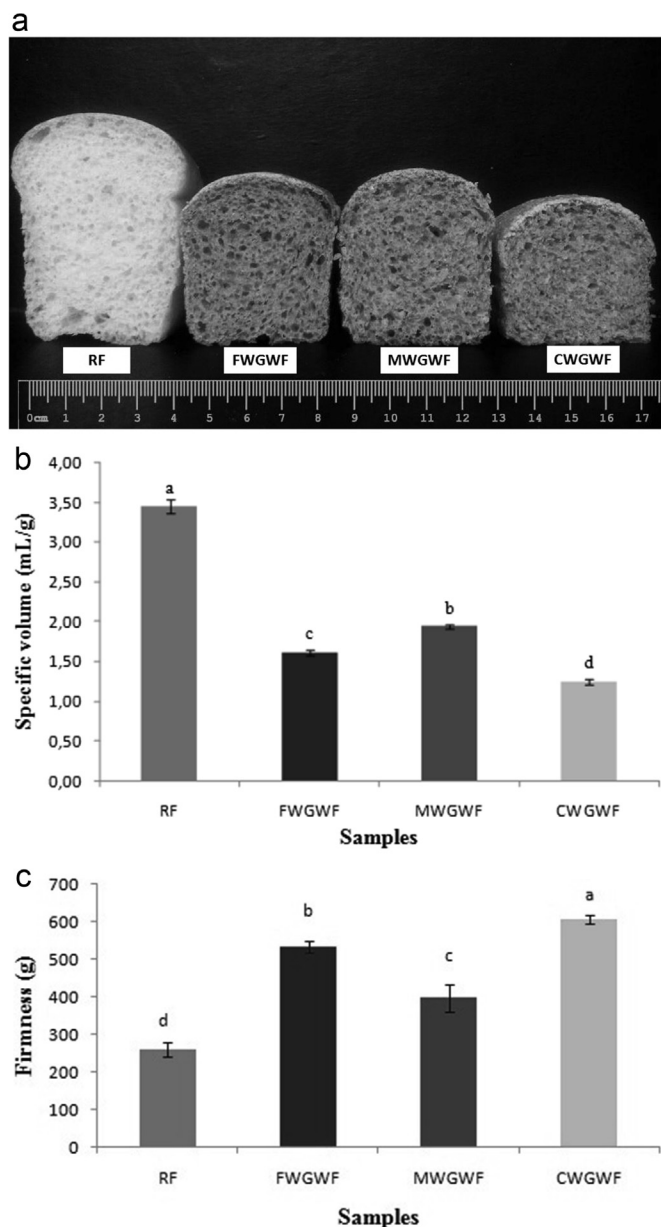 a
RF FWGWF MWGWF CWGWF
0cm 1 2 3 4 5 6 7 8 9 10 11 12 13 14 15 16 17
b
Specific volume (mL/g)
4,00
3,50
3,00
2,50
2,00
1,50
1,00
0,50
0,00
a
c
b
d
RF FWGWF MWGWF CWGWF
Samples
c
Firmness (g)
700
600
500
400
300
200
100
0
d
b
c
a
RF FWGWF MWGWF CWGWF
Samples